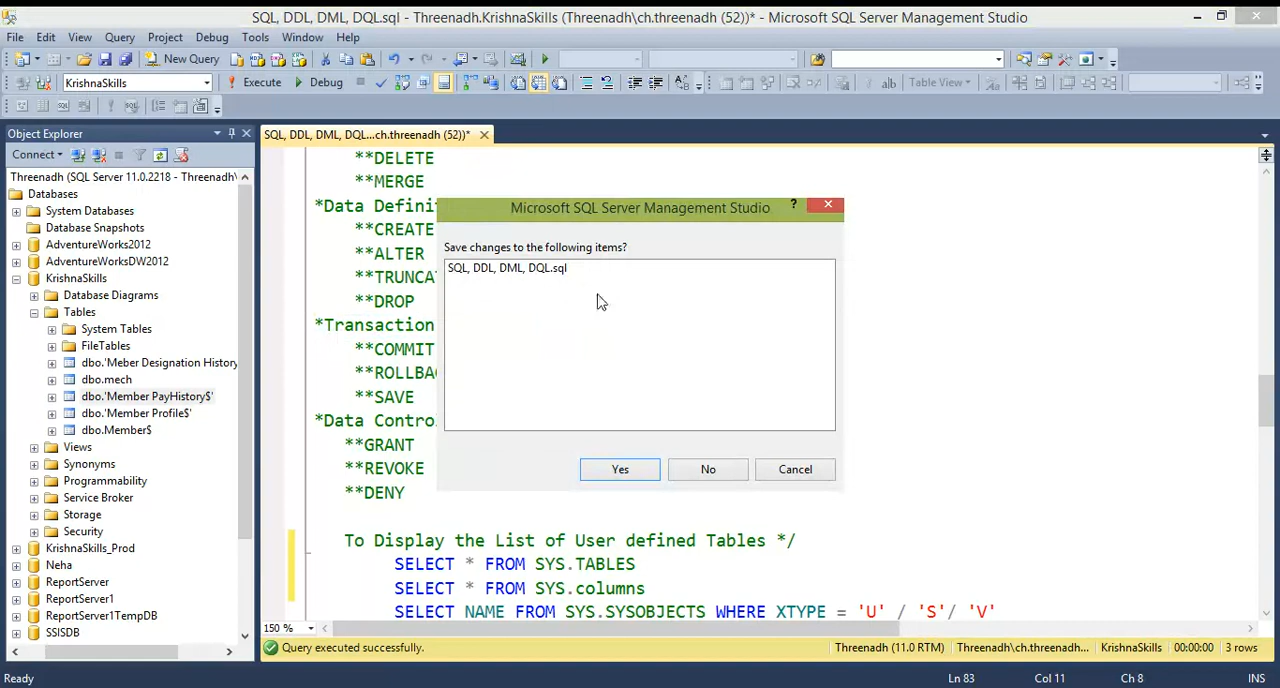 SQL, DDL, DML, DQL.sql - Threenadh.KrishnaSkills (Threenadh\ch.threenadh (52))* - Microsoft SQL Server Management Studio
File Edit View Query Project Debug Tools Window Help
New Query
KrishnaSkills Execute Debug Table View
Object Explorer
SQL, DDL, DML, DQL...ch.threenadh (52))*
Connect
Threenadh (SQL Server 11.0.2218 - Threenadh\
Databases
System Databases
Database Snapshots
AdventureWorks2012
AdventureWorksDW2012
KrishnaSkills
Database Diagrams
Tables
System Tables
FileTables
dbo.'Meber Designation History
dbo.mech
dbo.'Member PayHistory$'
dbo.'Member Profile$'
dbo.Member$
Views
Synonyms
Programmability
Service Broker
Storage
Security
KrishnaSkills_Prod
Neha
ReportServer
ReportServer1
ReportServer1TempDB
SSISDB
**DELETE
**MERGE
*Data Defini
**CREATE
**ALTER
**TRUNCA
**DROP
*Transaction
**COMMIT
**ROLLBA
**SAVE
*Data Contro
**GRANT
**REVOKE
**DENY
To Display the List of User defined Tables */
SELECT * FROM SYS.TABLES
SELECT * FROM SYS.columns
SELECT NAME FROM SYS.SYSOBJECTS WHERE XTYPE = 'U' / 'S'/ 'V'
Microsoft SQL Server Management Studio
Save changes to the following items?
SQL, DDL, DML, DQL.sql
Yes No Cancel
150 %
Query executed successfully. Threenadh (11.0 RTM) Threenadh\ch.threenadh... KrishnaSkills 00:00:00 3 rows
Ready Ln 83 Col 11 Ch 8 INS